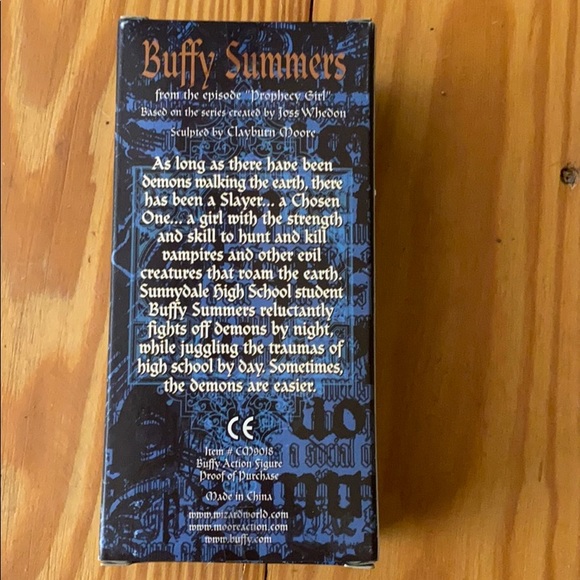 Buffy Summers
from the episode "Prophecy Girl"
Based on the series created by Joss Whedon
Sculpted by Clayburn Moore
As long as there have been
demons walking the earth, there
has been a Slayer... a Chosen
One... a girl with the strength
and skill to hunt and kill
vampires and other evil
creatures that roam the earth.
Sunnydale High School student
Buffy Summers reluctantly
fights off demons by night,
while juggling the traumas of
high school by day. Sometimes,
the demons are easier.
CE
Item # CM9018
Buffy Action Figure
Proof of Purchase
Made in China
www.wizardworld.com
www.mooreaction.com
www.buffy.com
a social